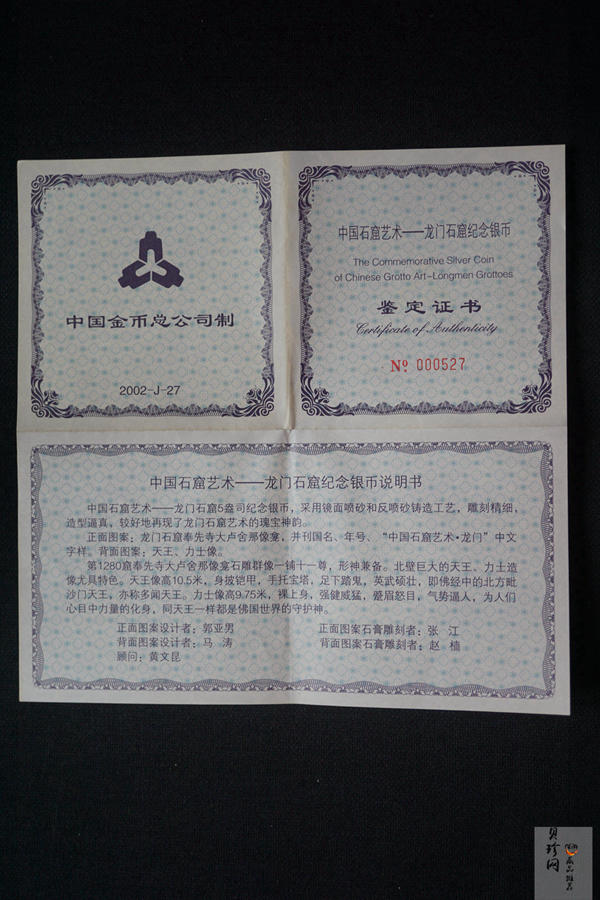 中国金币总公司制
2002-J-27
中国石窟艺术——龙门石窟纪念银币
The Commemorative Silver Coin
of Chinese Grotto Art-Longmen Grottoes
鉴定证书
Certificate of Authenticity
Nº 000527
中国石窟艺术——龙门石窟纪念银币说明书
中国石窟艺术——龙门石窟5盎司纪念银币，采用镜面喷砂和反喷砂铸造工艺，雕刻精细，
造型逼真，较好地再现了龙门石窟艺术的瑰宝神韵。
正面图案：龙门石窟奉先寺大卢舍那像龛，并刊国名、年号、“中国石窟艺术·龙门”中文
字样。背面图案：天王、力士像。
第1280窟奉先寺大卢舍那像龛石雕群像一铺十一尊，形神兼备。北壁巨大的天王、力士造
像尤具特色。天王像高10.5米，身披铠甲，手托宝塔，足下踏鬼，英武硕壮，即佛经中的北方毗
沙门天王，亦称多闻天王。力士像高9.75米，裸上身，强健威猛，蹙眉怒目，气势逼人，为人们
心目中力量的化身，同天王一样都是佛国世界的守护神。
正面图案设计者：郭亚男 正面图案石膏雕刻者：张 江
背面图案设计者：马 涛 背面图案石膏雕刻者：赵 樯
顾问：黄文昆
贝珍网
藏品推荐